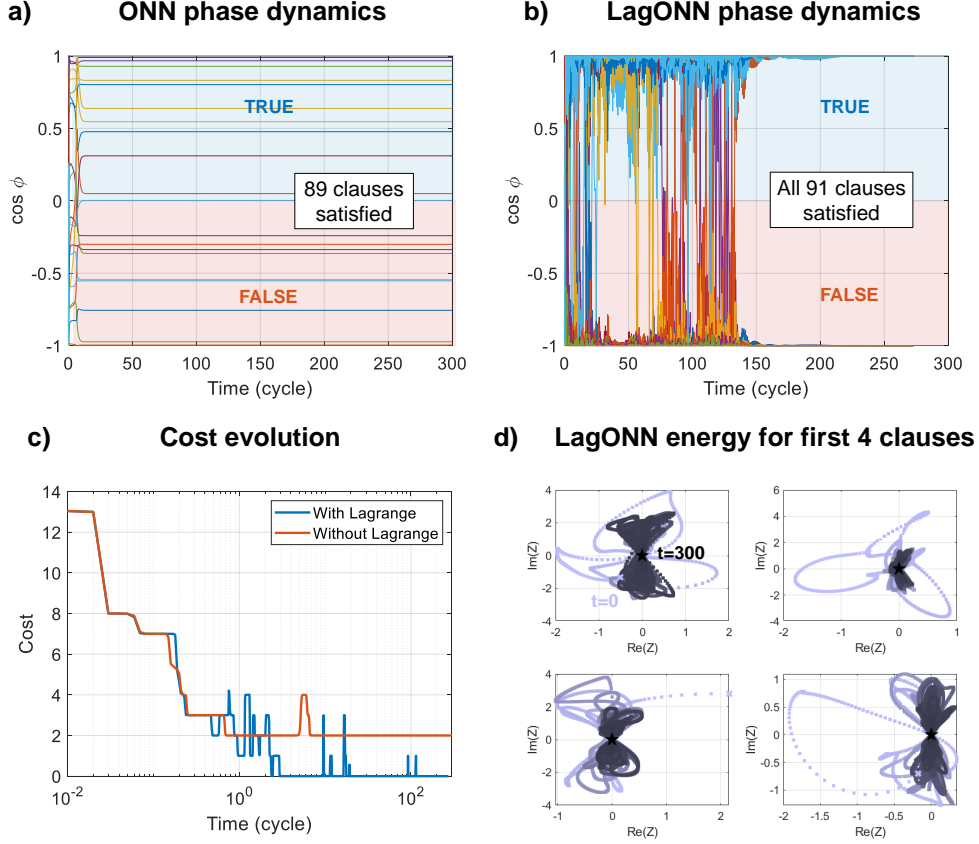 a) ONN phase dynamics
1
0.5
0
-0.5
-1
cos ϕ
TRUE
89 clauses
satisfied
FALSE
0 50 100 150 200 250 300
Time (cycle)
b) LagONN phase dynamics
1
0.5
0
-0.5
-1
cos ϕ
TRUE
All 91 clauses
satisfied
FALSE
0 50 100 150 200 250 300
Time (cycle)
c) Cost evolution
14
12
10
8
6
4
2
0
Cost
With Lagrange
Without Lagrange
10-2 100 102
Time (cycle)
d) LagONN energy for first 4 clauses
4
2
0
-2
-4
Im(Z)
t=300
t=0
-2 -1 0 1 2
Re(Z)
6
4
2
0
-2
-4
Im(Z)
-2 -1 0 1
Re(Z)
4
2
0
-2
-4
Im(Z)
-1 0 1 2
Re(Z)
1
0.5
0
-0.5
-1
Im(Z)
-2 -1.5 -1 -0.5 0
Re(Z)